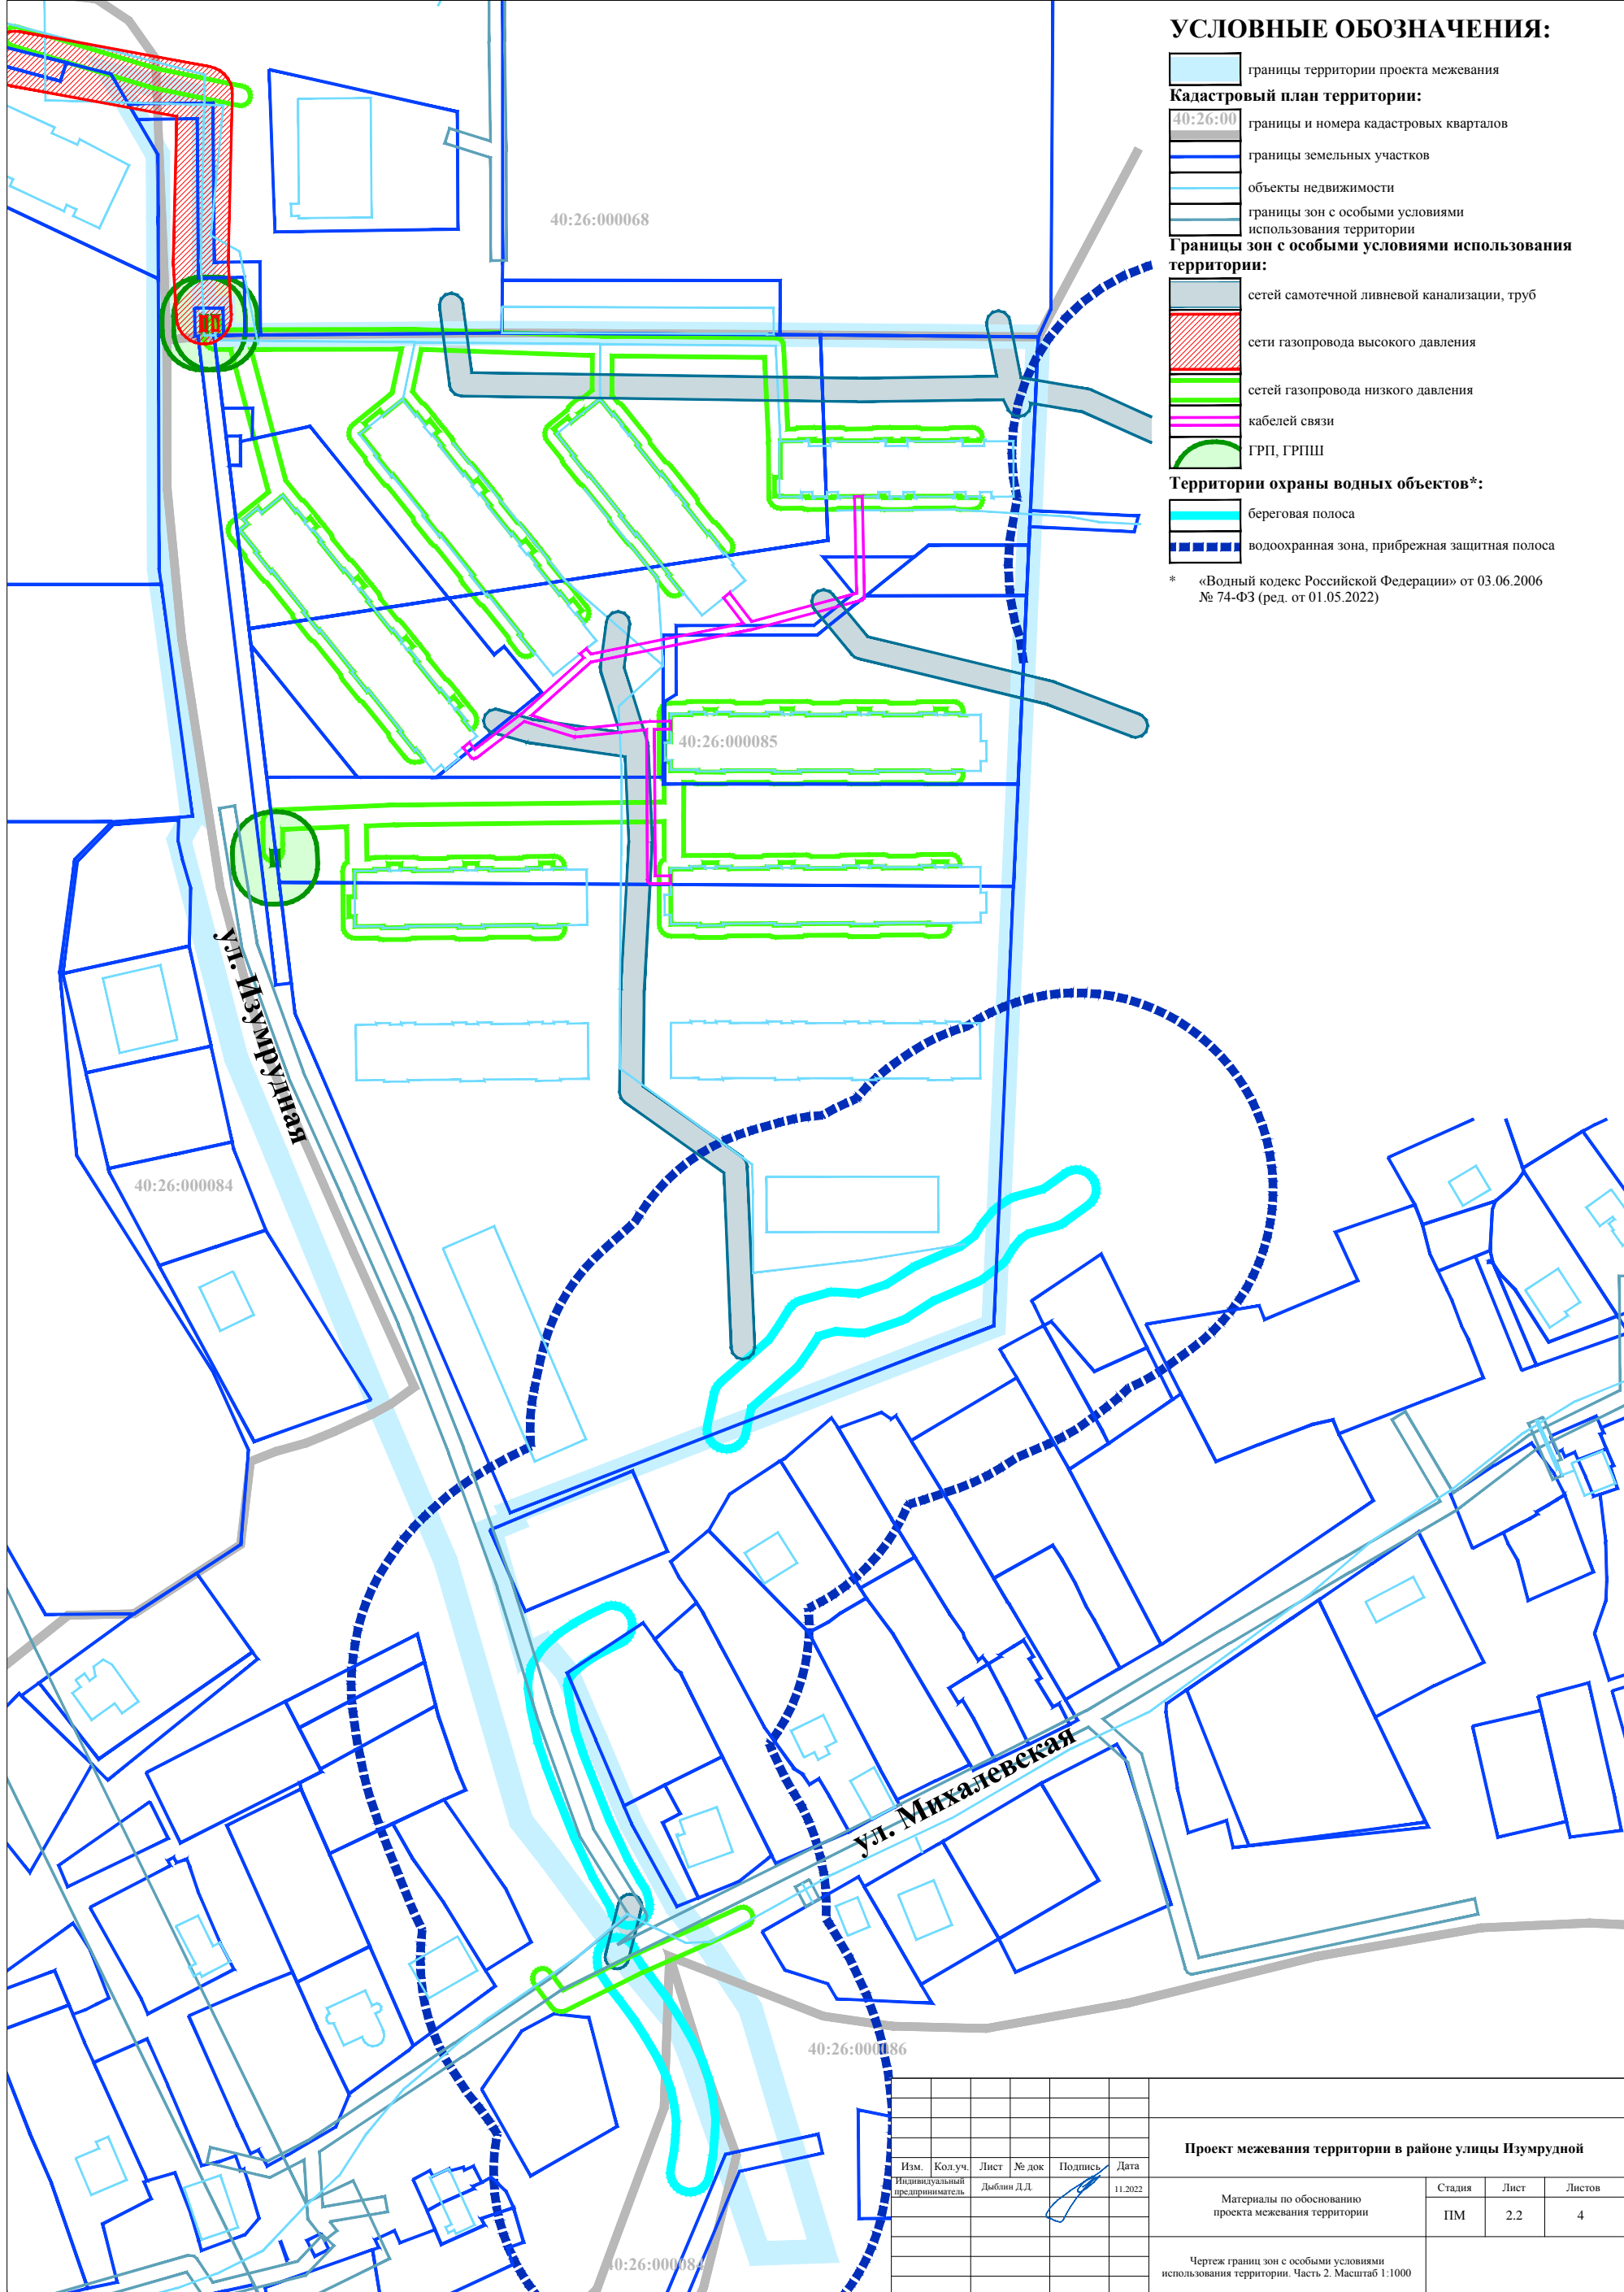 УСЛОВНЫЕ ОБОЗНАЧЕНИЯ:
границы территории проекта межевания
Кадастровый план территории:
40:26:00
границы и номера кадастровых кварталов
границы земельных участков
объекты недвижимости
границы зон с особыми условиями
использования территории
Границы зон с особыми условиями использования
территории:
сетей самотечной ливневой канализации, труб
сети газопровода высокого давления
сетей газопровода низкого давления
кабелей связи
ГРП, ГРПШ
Территории охраны водных объектов*:
береговая полоса
водоохранная зона, прибрежная защитная полоса
* «Водный кодекс Российской Федерации» от 03.06.2006
№ 74-ФЗ (ред. от 01.05.2022)
40:26:000068
40:26:000085
ул. Изумрудная
40:26:000084
ул. Михалевская
40:26:000086
40:26:000084
Проект межевания территории в районе улицы Изумрудной
Изм. Кол.уч. Лист № док Подпись Дата
Индивидуальный
предприниматель
Дыблин Д.Д.
11.2022
Материалы по обоснованию
проекта межевания территории
Стадия Лист Листов
ПМ 2.2 4
Чертеж границ зон с особыми условиями
использования территории. Часть 2. Масштаб 1:1000